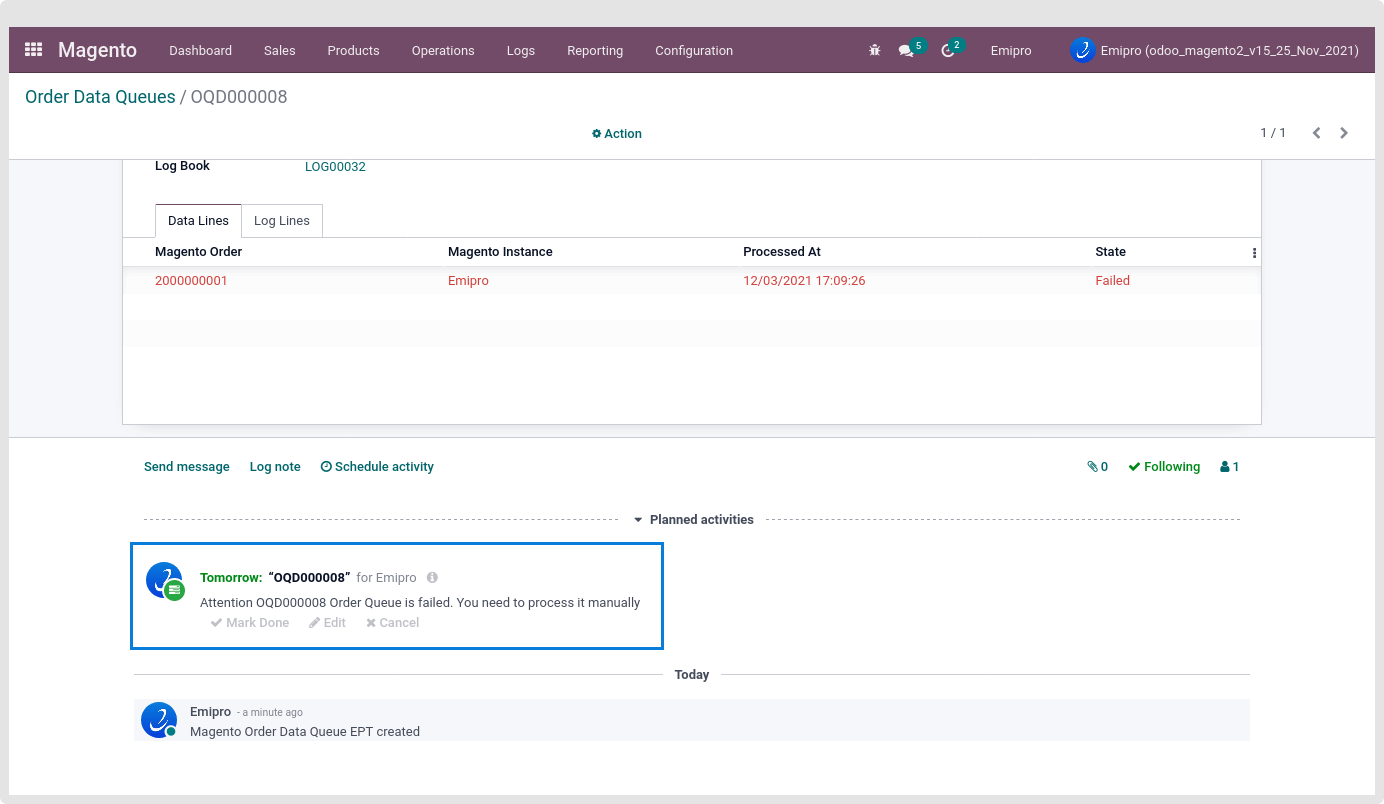 Magento Dashboard Sales Products Operations Logs Reporting Configuration 5 2 Emipro Emipro (odoo_magento2_v15_25_Nov_2021)
Order Data Queues / OQD000008
Action 1 / 1
Log Book LOG00032
Data Lines Log Lines
Magento Order Magento Instance Processed At State
2000000001 Emipro 12/03/2021 17:09:26 Failed
Send message Log note Schedule activity 0 Following 1
Planned activities
Tomorrow: “OQD000008” for Emipro
Attention OQD000008 Order Queue is failed. You need to process it manually
Mark Done Edit Cancel
Today
Emipro - a minute ago
Magento Order Data Queue EPT created